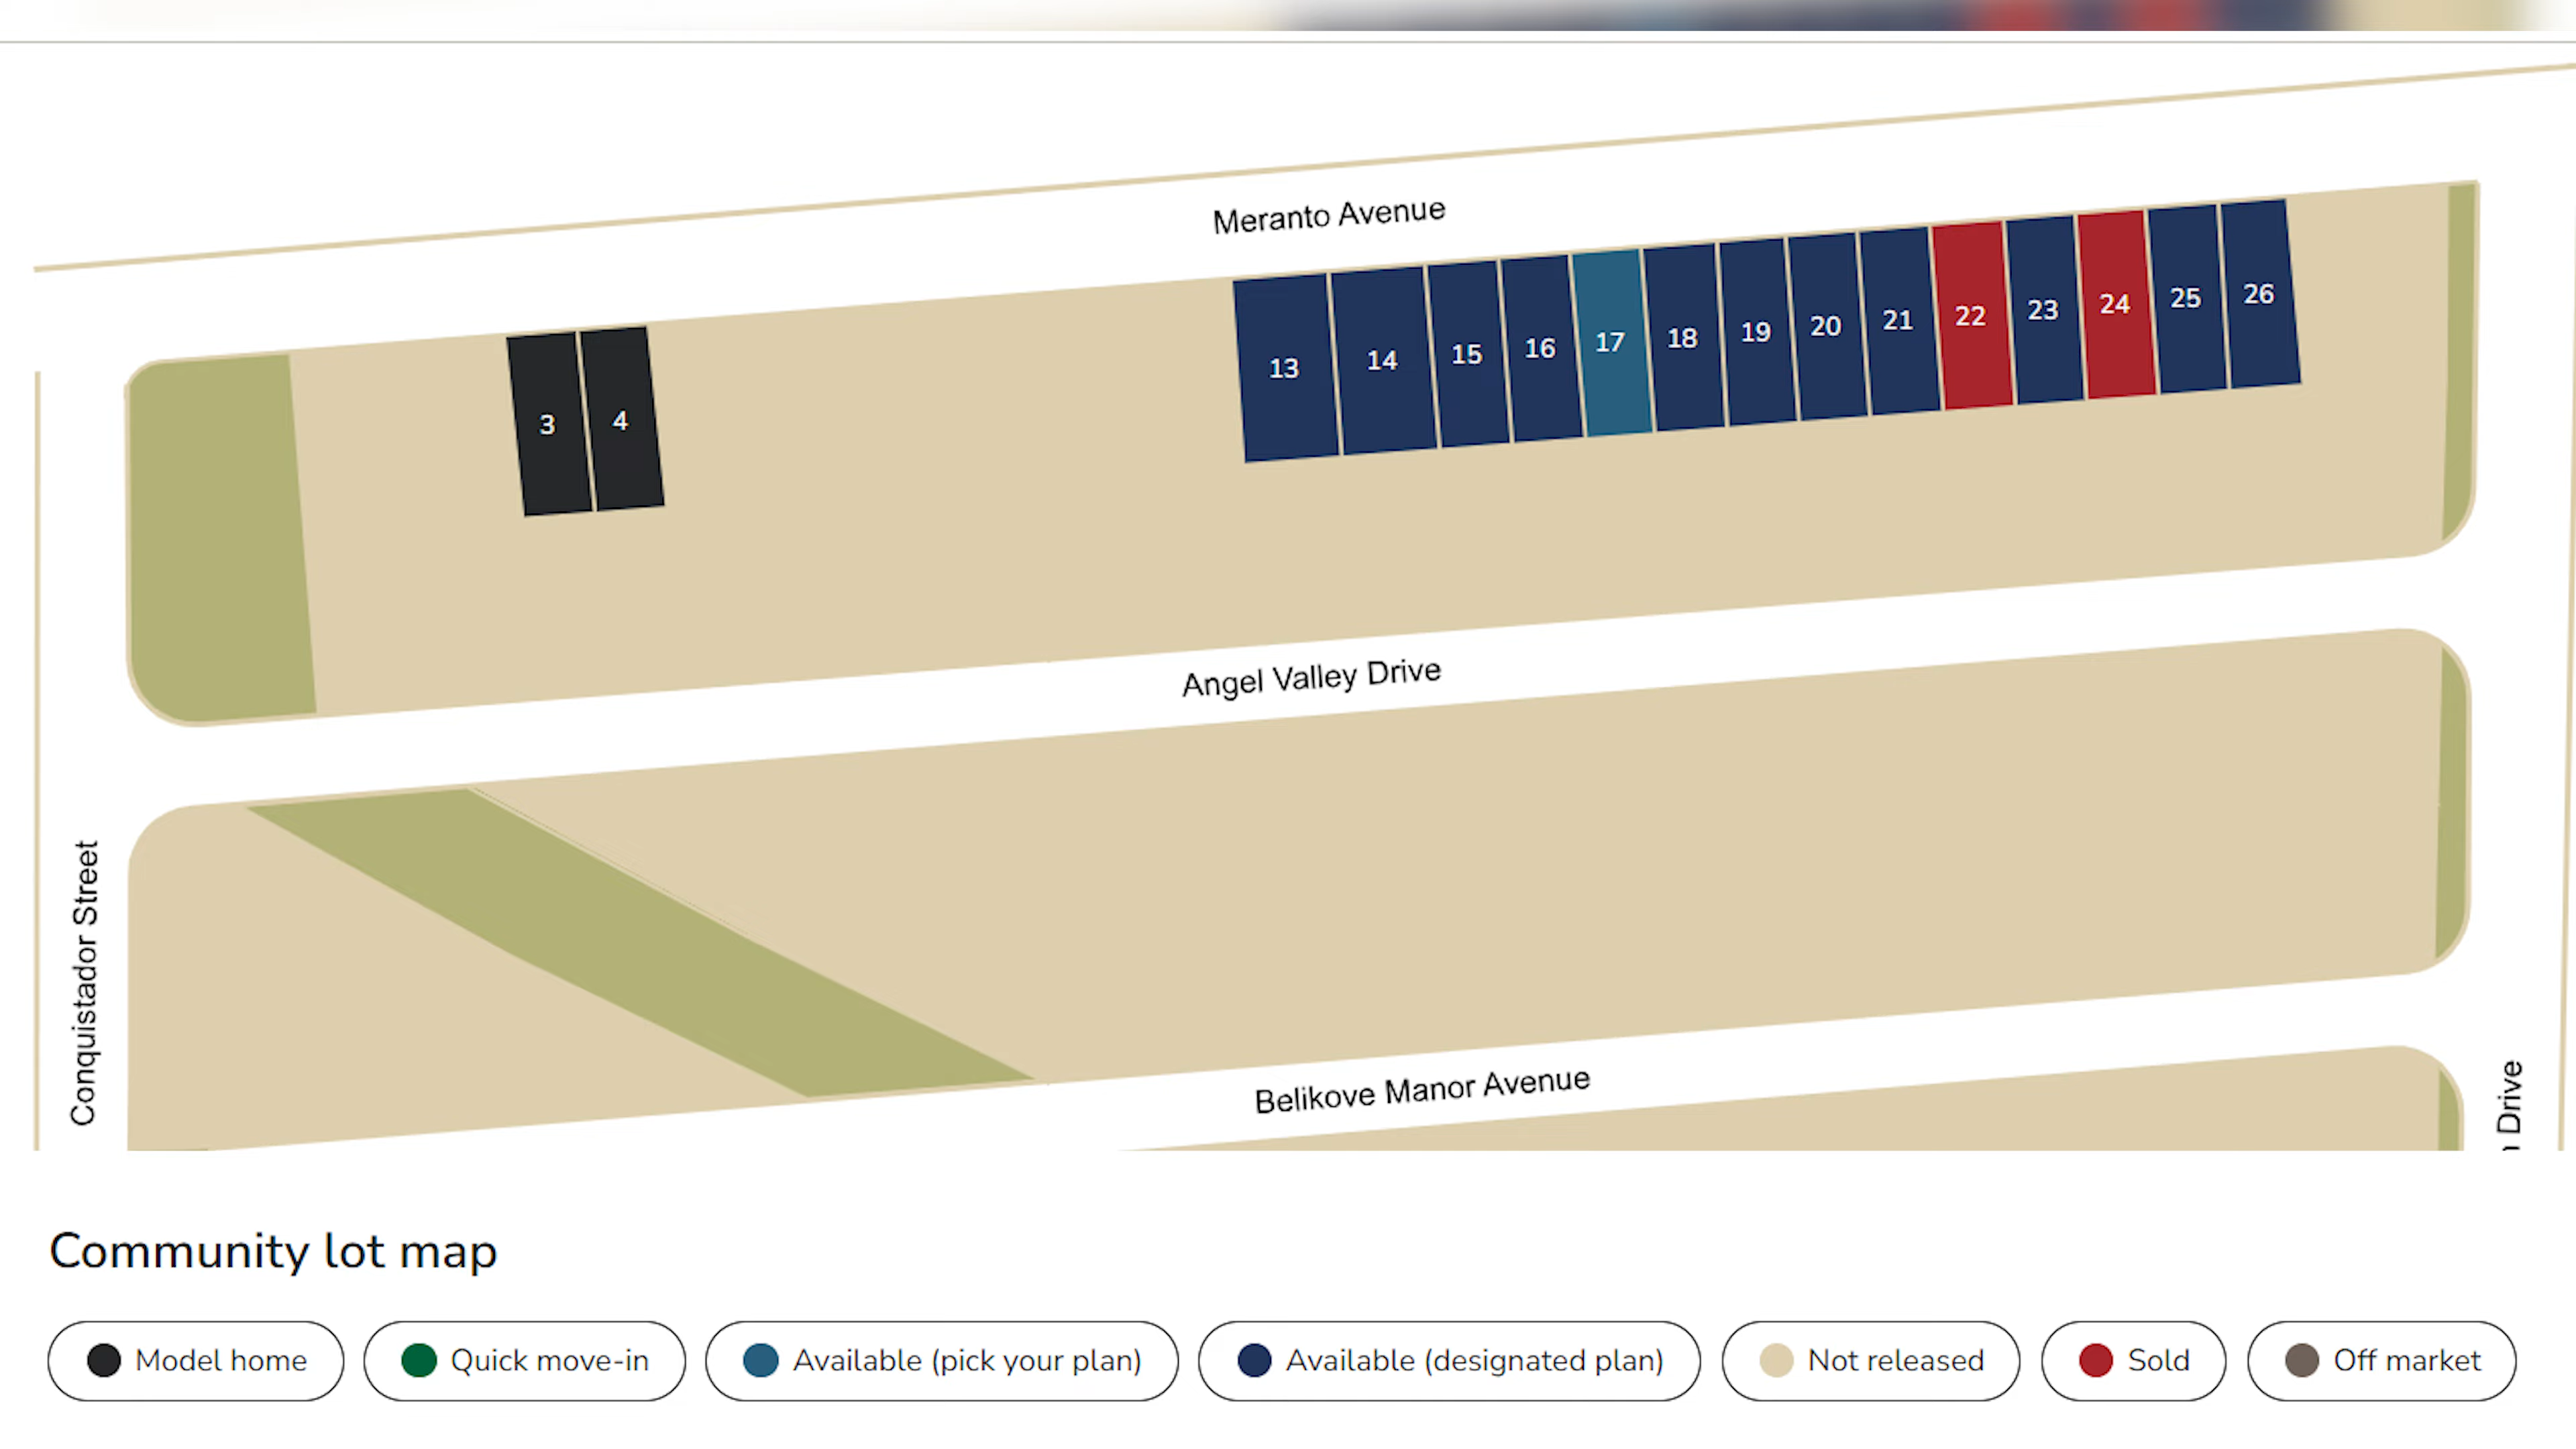 Meranto Avenue
3
4
13
14
15
16
17
18
19
20
21
22
23
24
25
26
Angel Valley Drive
Conquistador Street
Belikove Manor Avenue
Drive
Community lot map
Model home
Quick move-in
Available (pick your plan)
Available (designated plan)
Not released
Sold
Off market